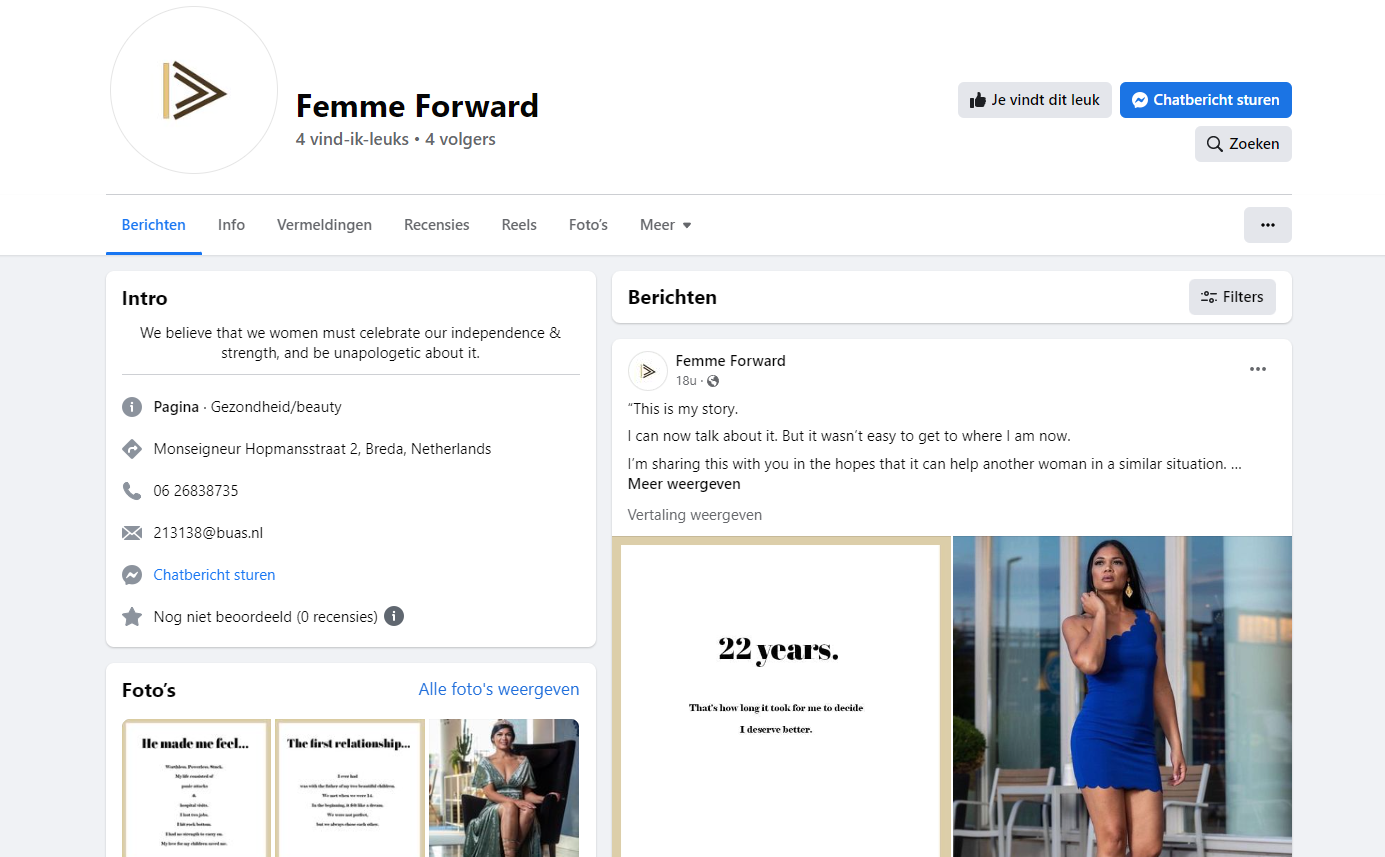 Femme Forward
4 vind-ik-leuks • 4 volgers
Je vindt dit leuk
Chatbericht sturen
Zoeken
Berichten
Info
Vermeldingen
Recensies
Reels
Foto's
Meer
Intro
We believe that we women must celebrate our independence &
strength, and be unapologetic about it.
Pagina · Gezondheid/beauty
Monseigneur Hopmansstraat 2, Breda, Netherlands
06 26838735
213138@buas.nl
Chatbericht sturen
Nog niet beoordeeld (0 recensies)
Foto's
Alle foto's weergeven
He made me feel...
Worthless. Powerless. Stuck.
My life consisted of
panic attacks
&
hospital visits.
I lost two jobs.
I hit rock bottom.
I had no strength to carry on.
My love for my children saved me.
The first relationship...
I ever had
was with the father of my two beautiful children.
We met when we were 14.
In the beginning, it felt like a dream.
We were not perfect,
but we always chose each other.
Berichten
Filters
Femme Forward
18u ·
“This is my story.
I can now talk about it. But it wasn't easy to get to where I am now.
I'm sharing this with you in the hopes that it can help another woman in a similar situation. ...
Meer weergeven
Vertaling weergeven
22 years.
That's how long it took for me to decide
I deserve better.